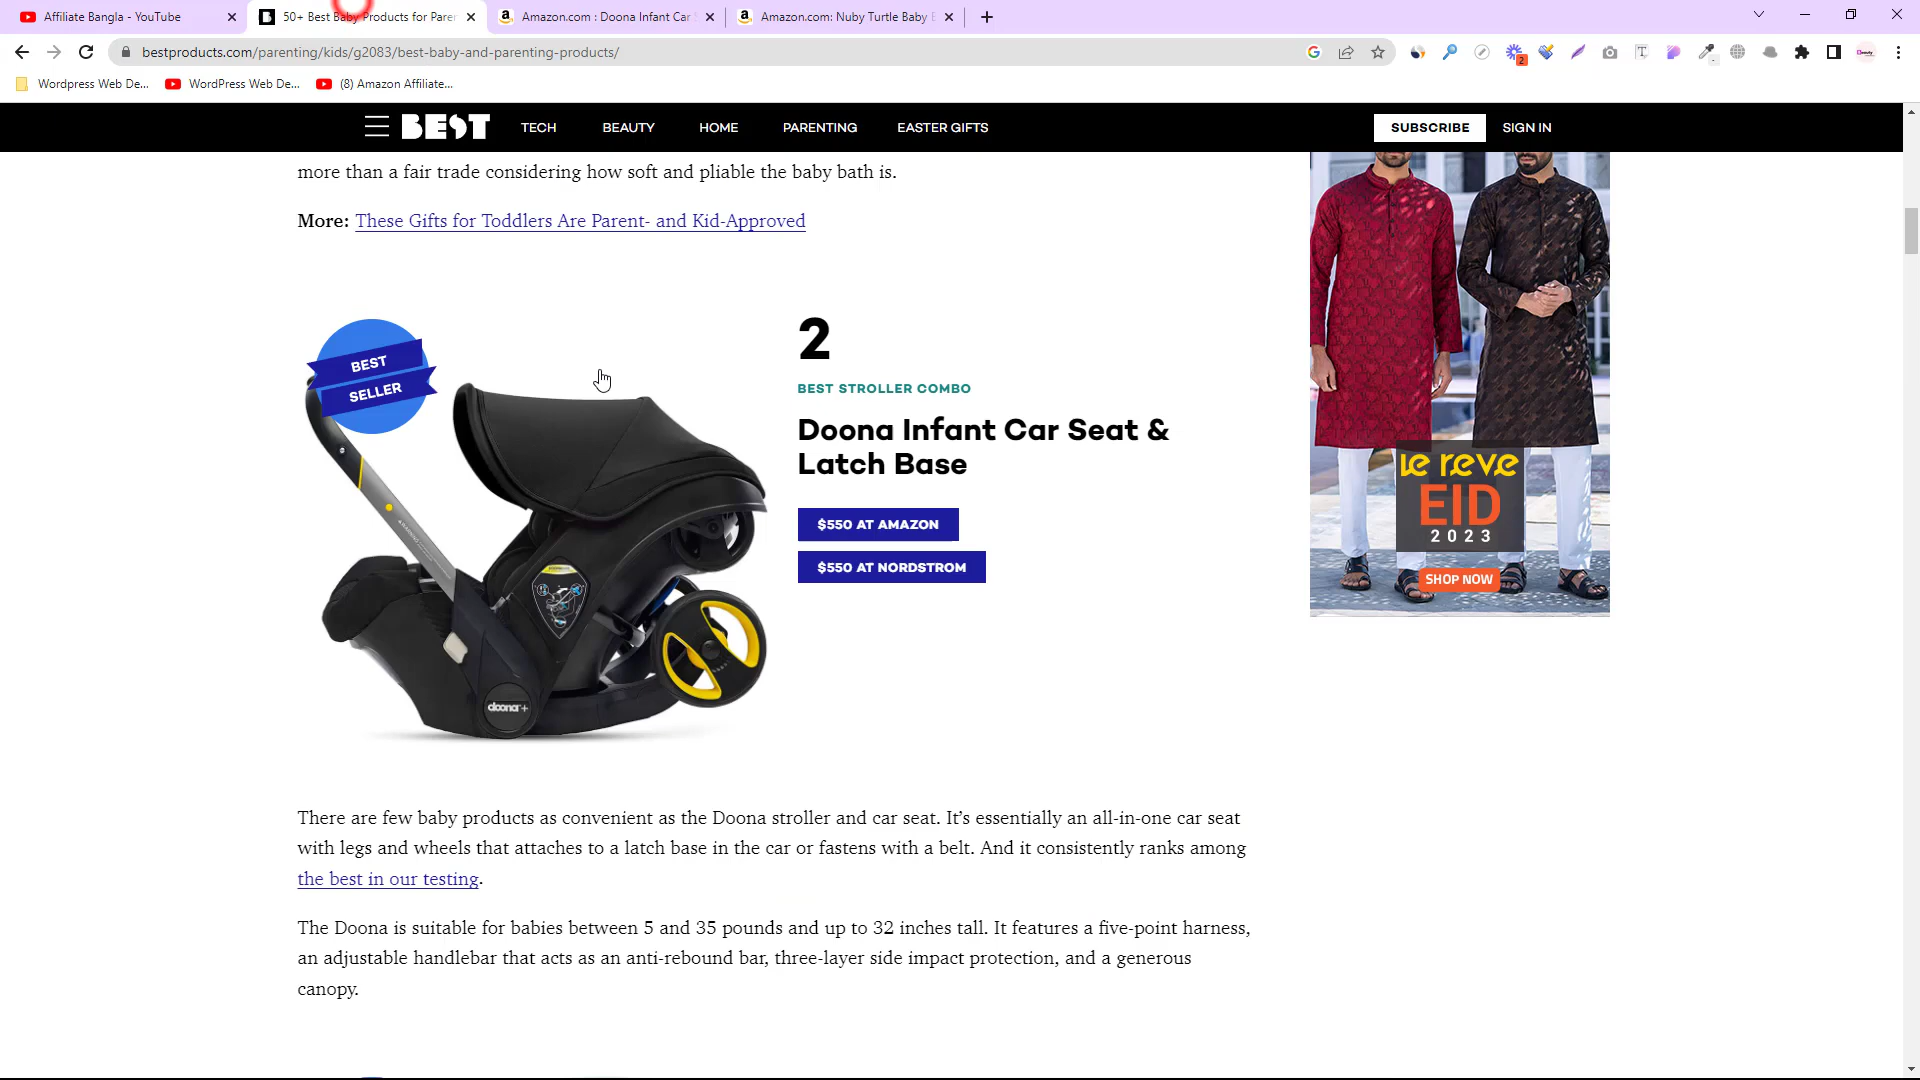 Affiliate Bangla - YouTube
50+ Best Baby Products for Paren
Amazon.com : Doona Infant Car
Amazon.com: Nuby Turtle Baby
bestproducts.com/parenting/kids/g2083/best-baby-and-parenting-products/
2
Wordpress Web De...
WordPress Web De...
(8) Amazon Affiliate...
BEST
TECH
BEAUTY
HOME
PARENTING
EASTER GIFTS
SUBSCRIBE
SIGN IN
more than a fair trade considering how soft and pliable the baby bath is.
More: These Gifts for Toddlers Are Parent- and Kid-Approved
BEST
SELLER
doona+
2
BEST STROLLER COMBO
Doona Infant Car Seat &
Latch Base
$550 AT AMAZON
$550 AT NORDSTROM
le reve
EID
2023
SHOP NOW
There are few baby products as convenient as the Doona stroller and car seat. It’s essentially an all-in-one car seat
with legs and wheels that attaches to a latch base in the car or fastens with a belt. And it consistently ranks among
the best in our testing.
The Doona is suitable for babies between 5 and 35 pounds and up to 32 inches tall. It features a five-point harness,
an adjustable handlebar that acts as an anti-rebound bar, three-layer side impact protection, and a generous
canopy.